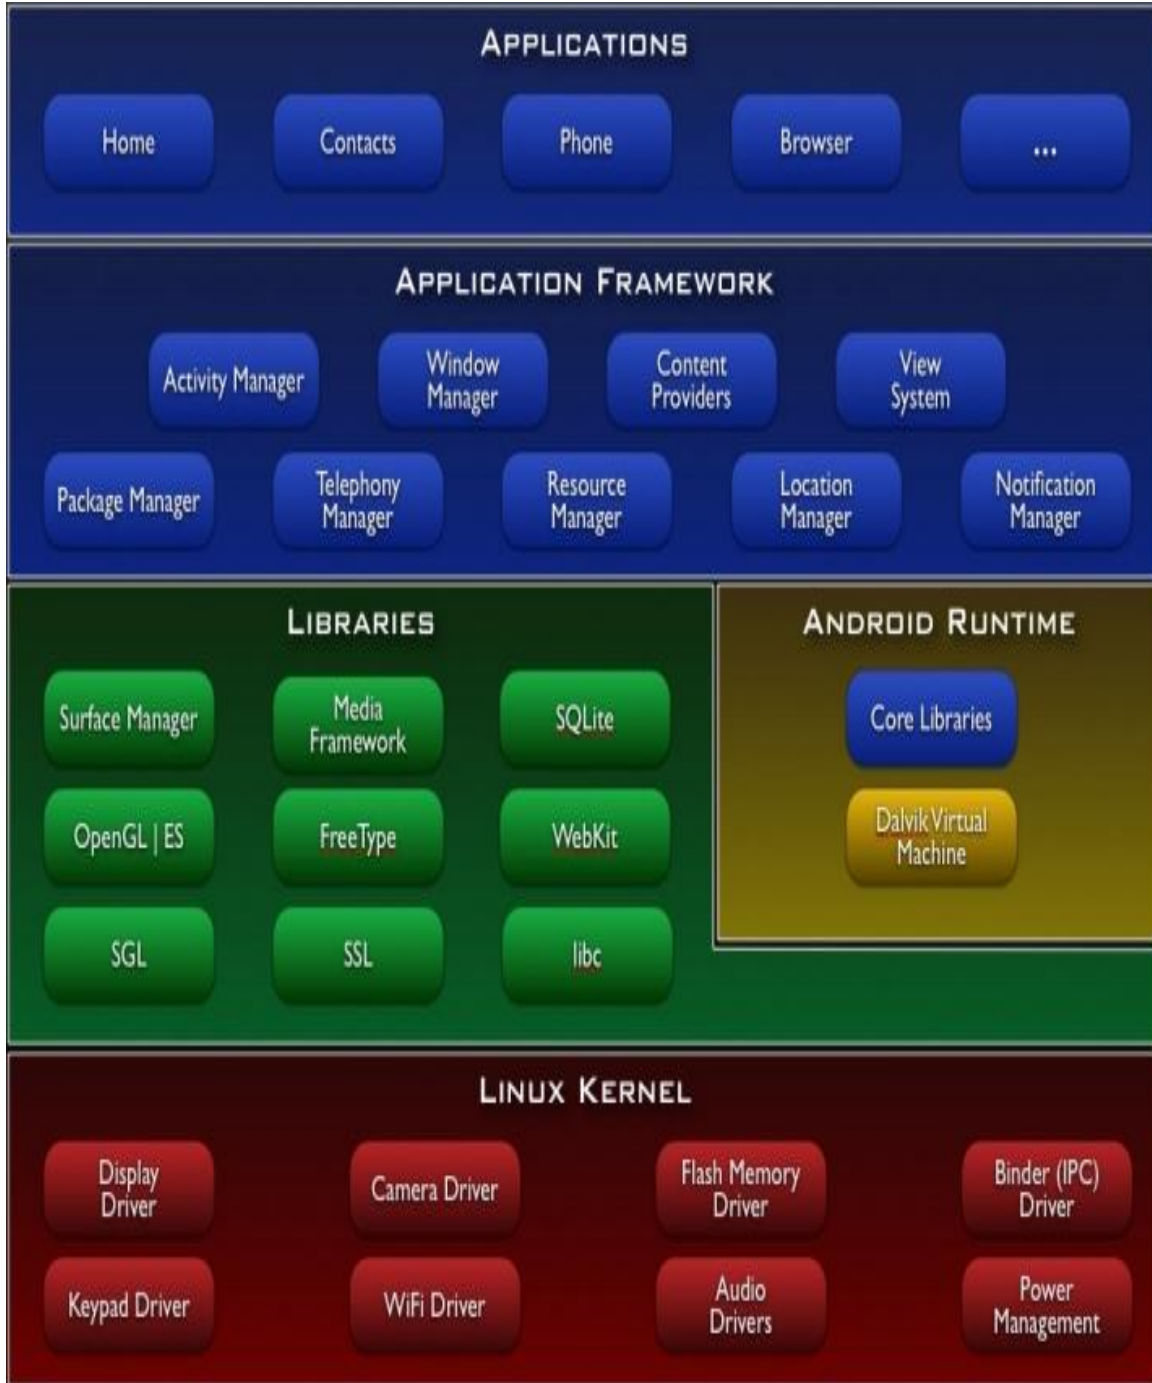 APPLICATIONS
Home
Contacts
Phone
Browser
...
APPLICATION FRAMEWORK
Activity Manager
Window
Manager
Content
Providers
View
System
Package Manager
Telephony
Manager
Resource
Manager
Location
Manager
Notification
Manager
LIBRARIES
Surface Manager
Media
Framework
SQLite
OpenGL | ES
FreeType
WebKit
SGL
SSL
libc
ANDROID RUNTIME
Core Libraries
Dalvik Virtual
Machine
LINUX KERNEL
Display
Driver
Camera Driver
Flash Memory
Driver
Binder (IPC)
Driver
Keypad Driver
WiFi Driver
Audio
Drivers
Power
Management